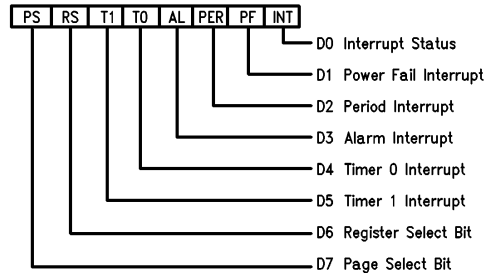 PS RS T1 T0 AL PER PF INT
D0 Interrupt Status
D1 Power Fail Interrupt
D2 Period Interrupt
D3 Alarm Interrupt
D4 Timer 0 Interrupt
D5 Timer 1 Interrupt
D6 Register Select Bit
D7 Page Select Bit